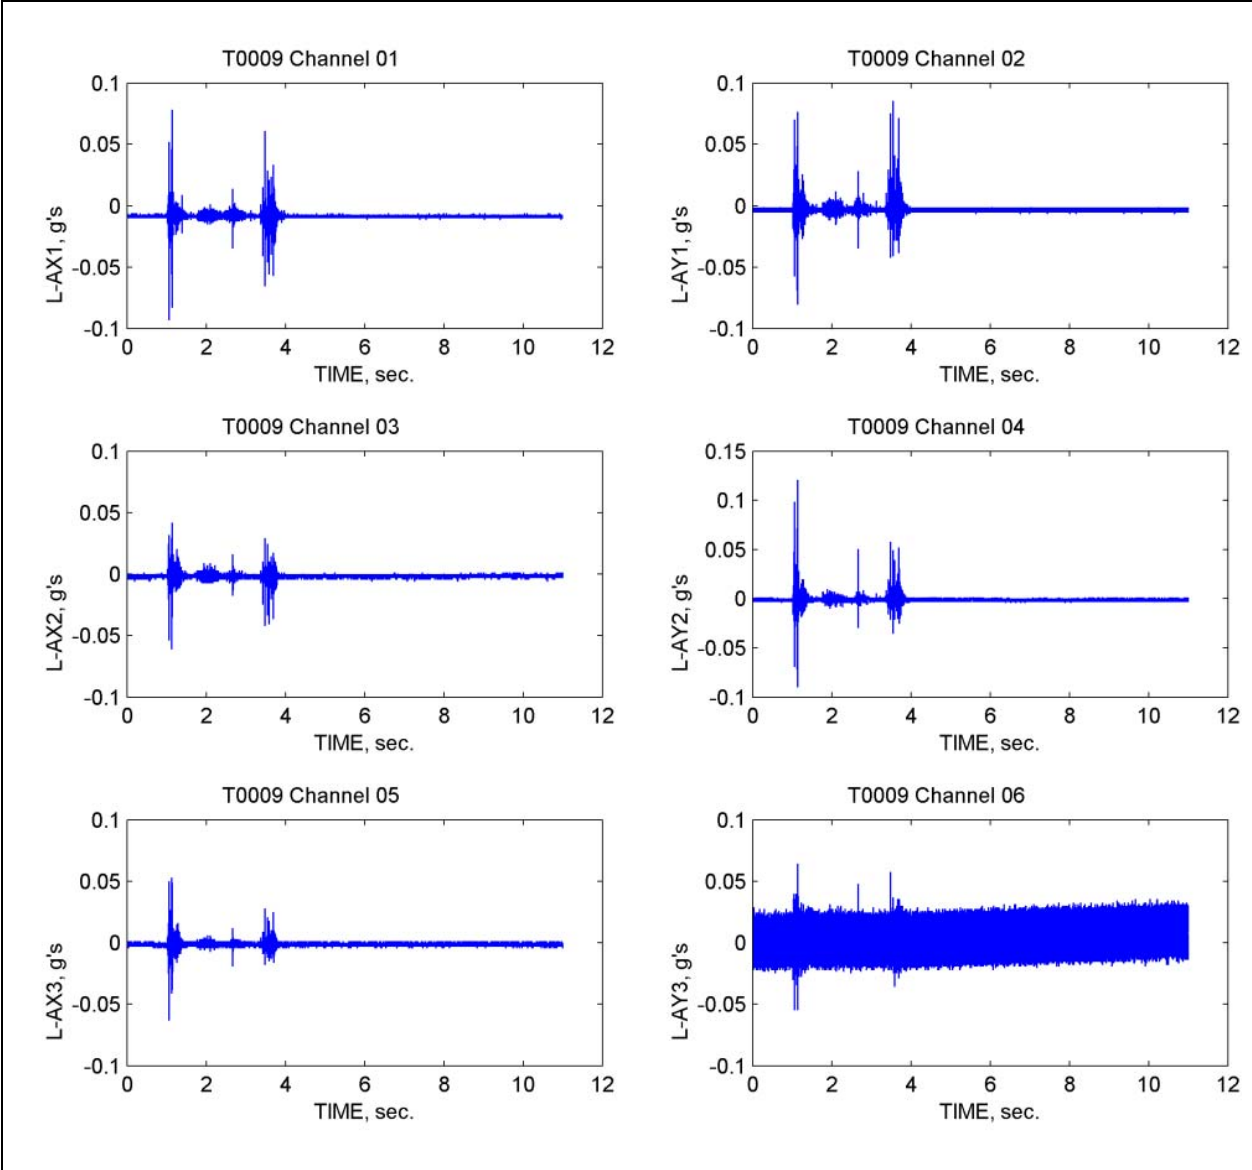 T0009 Channel 01
0.1
0.05
0
-0.05
-0.1
L-AX1, g's
0 2 4 6 8 10 12
TIME, sec.
T0009 Channel 02
0.1
0.05
0
-0.05
-0.1
L-AY1, g's
0 2 4 6 8 10 12
TIME, sec.
T0009 Channel 03
0.1
0.05
0
-0.05
-0.1
L-AX2, g's
0 2 4 6 8 10 12
TIME, sec.
T0009 Channel 04
0.15
0.1
0.05
0
-0.05
-0.1
L-AY2, g's
0 2 4 6 8 10 12
TIME, sec.
T0009 Channel 05
0.1
0.05
0
-0.05
-0.1
L-AX3, g's
0 2 4 6 8 10 12
TIME, sec.
T0009 Channel 06
0.1
0.05
0
-0.05
-0.1
L-AY3, g's
0 2 4 6 8 10 12
TIME, sec.